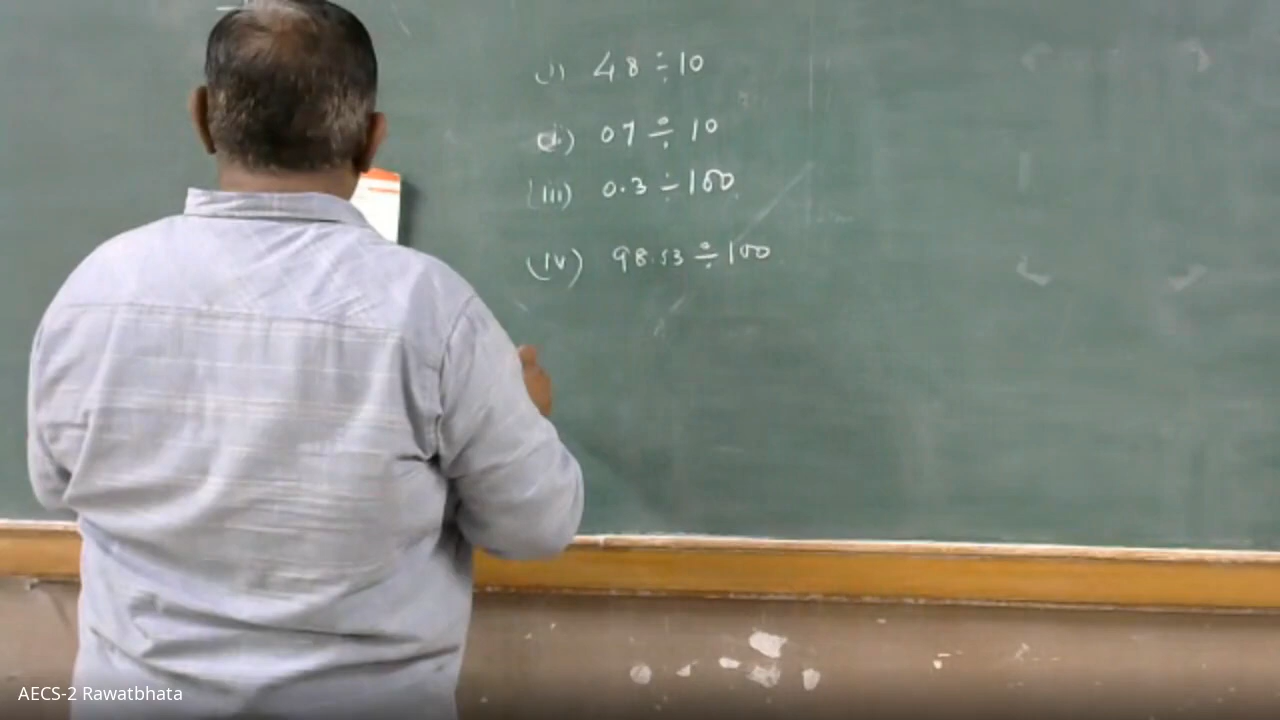 (i) 48 ÷ 10
(ii) 07 ÷ 10
(iii) 0.3 ÷ 100
(iv) 98.53 ÷ 100
AECS-2 Rawatbhata